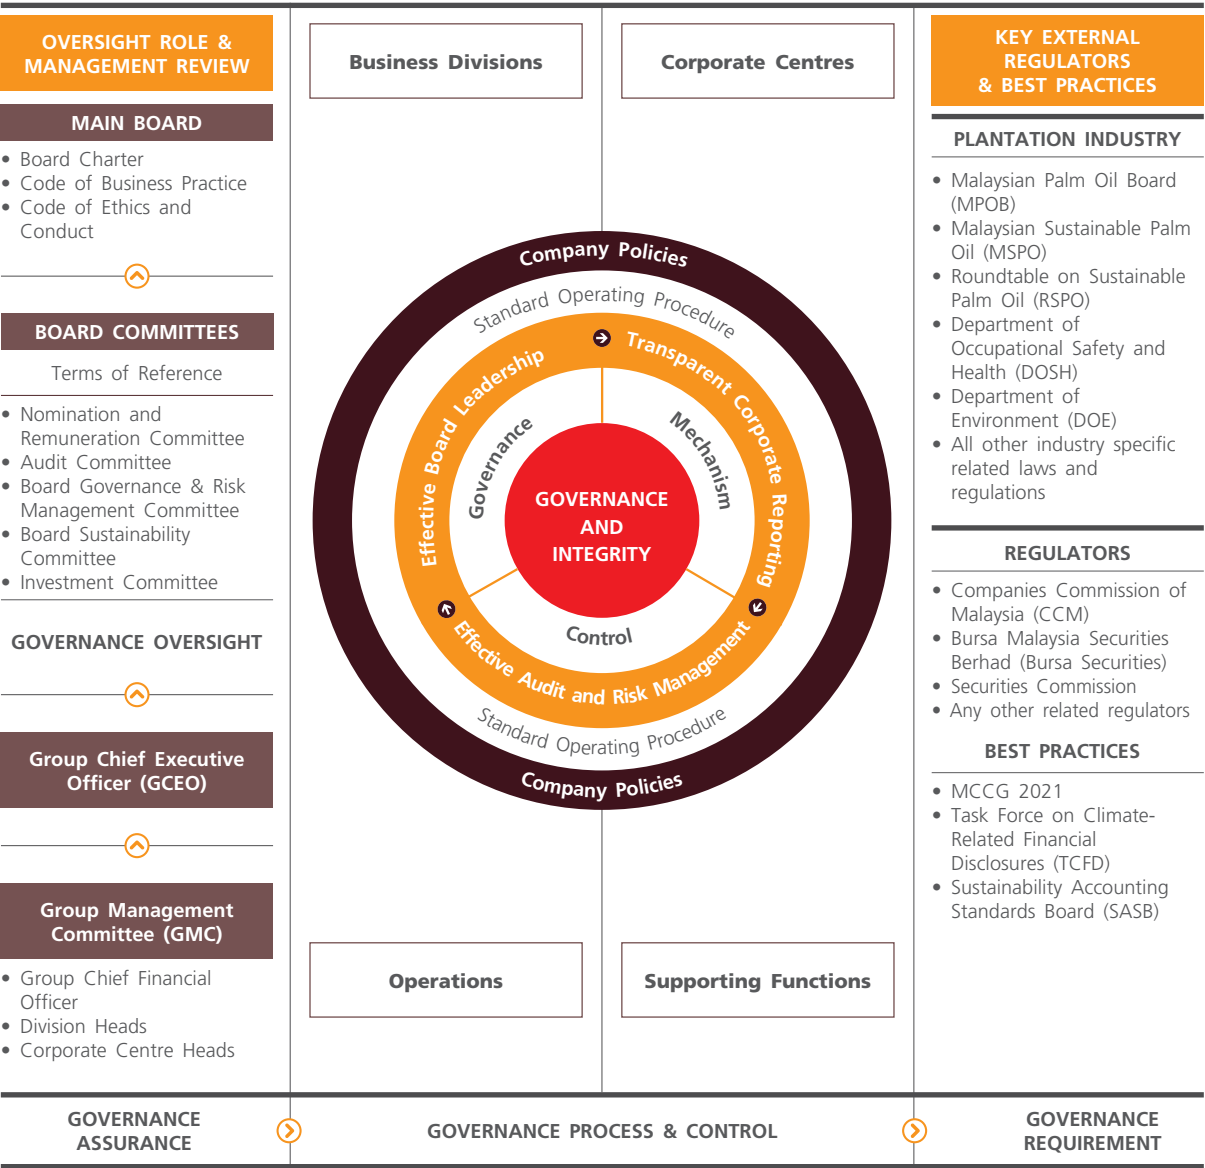 OVERSIGHT ROLE &
MANAGEMENT REVIEW
MAIN BOARD
• Board Charter
• Code of Business Practice
• Code of Ethics and
Conduct
BOARD COMMITTEES
Terms of Reference
• Nomination and
Remuneration Committee
• Audit Committee
• Board Governance & Risk
Management Committee
• Board Sustainability
Committee
• Investment Committee
GOVERNANCE OVERSIGHT
Group Chief Executive
Officer (GCEO)
Group Management
Committee (GMC)
• Group Chief Financial
Officer
• Division Heads
• Corporate Centre Heads
GOVERNANCE
ASSURANCE
Business Divisions
Corporate Centres
Company Policies
Standard Operating Procedure
Effective Board Leadership
Transparent Corporate Reporting
Governance
Mechanism
GOVERNANCE
AND
INTEGRITY
Control
Effective Audit and Risk Management
Standard Operating Procedure
Company Policies
Operations
Supporting Functions
GOVERNANCE PROCESS & CONTROL
KEY EXTERNAL
REGULATORS
& BEST PRACTICES
PLANTATION INDUSTRY
• Malaysian Palm Oil Board
(MPOB)
• Malaysian Sustainable Palm
Oil (MSPO)
• Roundtable on Sustainable
Palm Oil (RSPO)
• Department of
Occupational Safety and
Health (DOSH)
• Department of
Environment (DOE)
• All other industry specific
related laws and
regulations
REGULATORS
• Companies Commission of
Malaysia (CCM)
• Bursa Malaysia Securities
Berhad (Bursa Securities)
• Securities Commission
• Any other related regulators
BEST PRACTICES
• MCCG 2021
• Task Force on Climate-
Related Financial
Disclosures (TCFD)
• Sustainability Accounting
Standards Board (SASB)
GOVERNANCE
REQUIREMENT